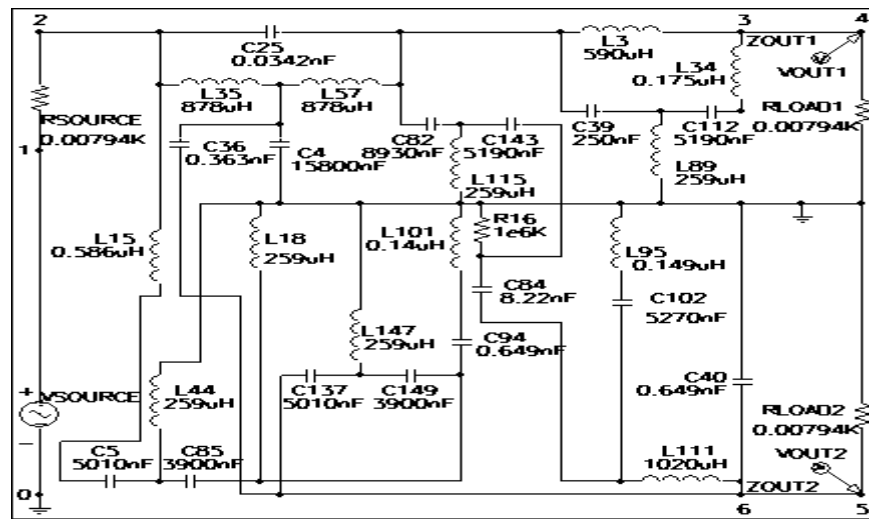 2
3
4
C25
0.0342nF
L3
590uH
ZOUT1
L34
0.175uH
VOUT1
L35
878uH
L57
878uH
RSOURCE
0.00794K
C36
0.363nF
C4
15800nF
C82
8930nF
C143
5190nF
C39
250nF
C112
5190nF
RLOAD1
0.00794K
1
L115
259uH
L89
259uH
L15
0.586uH
L18
259uH
L101
0.14uH
R16
1e6K
L95
0.149uH
C84
8.22nF
C102
5270nF
L147
259uH
C94
0.649nF
+
VSOURCE
−
L44
259uH
C137
5010nF
C149
3900nF
C40
0.649nF
RLOAD2
0.00794K
C5
5010nF
C85
3900nF
L111
1020uH
VOUT2
ZOUT2
0
6
5